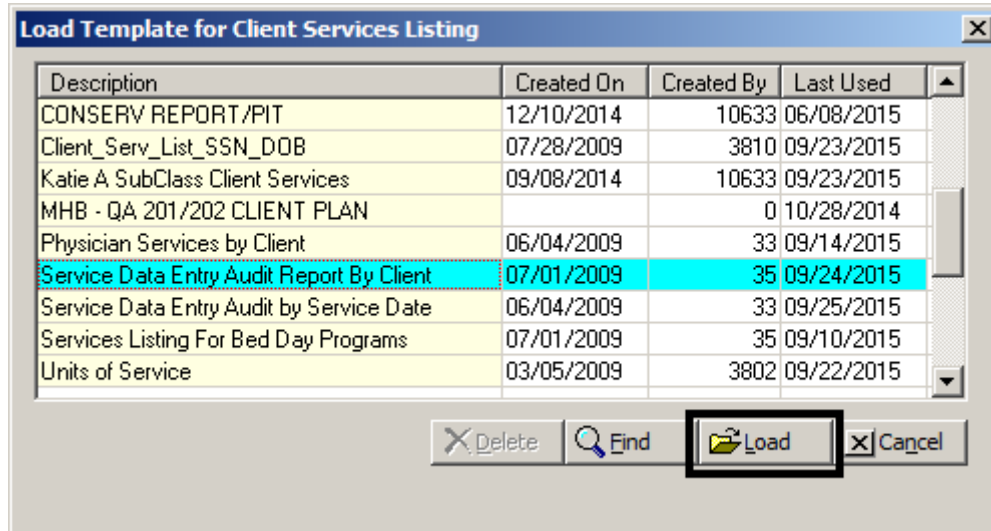 Load Template for Client Services Listing
Description Created On Created By Last Used
CONSERV REPORT/PIT 12/10/2014 10633 06/08/2015
Client_Serv_List_SSN_DOB 07/28/2009 3810 09/23/2015
Katie A SubClass Client Services 09/08/2014 10633 09/23/2015
MHB - QA 201/202 CLIENT PLAN 0 10/28/2014
Physician Services by Client 06/04/2009 33 09/14/2015
Service Data Entry Audit Report By Client 07/01/2009 35 09/24/2015
Service Data Entry Audit by Service Date 06/04/2009 33 09/25/2015
Services Listing For Bed Day Programs 07/01/2009 35 09/10/2015
Units of Service 03/05/2009 3802 09/22/2015
Delete Find Load Cancel